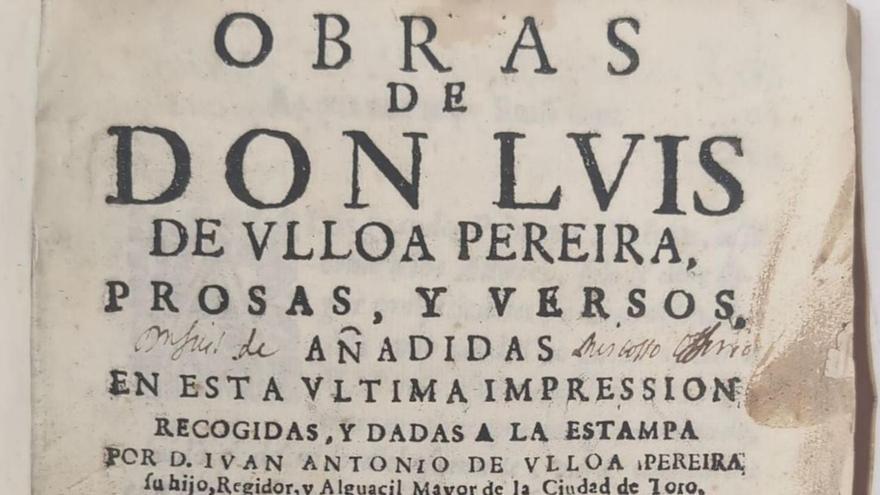 OBRAS
DE
DON LVIS
DE VLLOA PEREIRA,
PROSAS, Y VERSOS,
de AÑADIDAS
EN ESTA VLTIMA IMPRESSION
RECOGIDAS, Y DADAS A LA ESTAMPA
POR D. IVAN ANTONIO DE VLLOA PEREIRA
su hijo, Regidor, y Alguacil Mayor de la Ciudad de Toro,